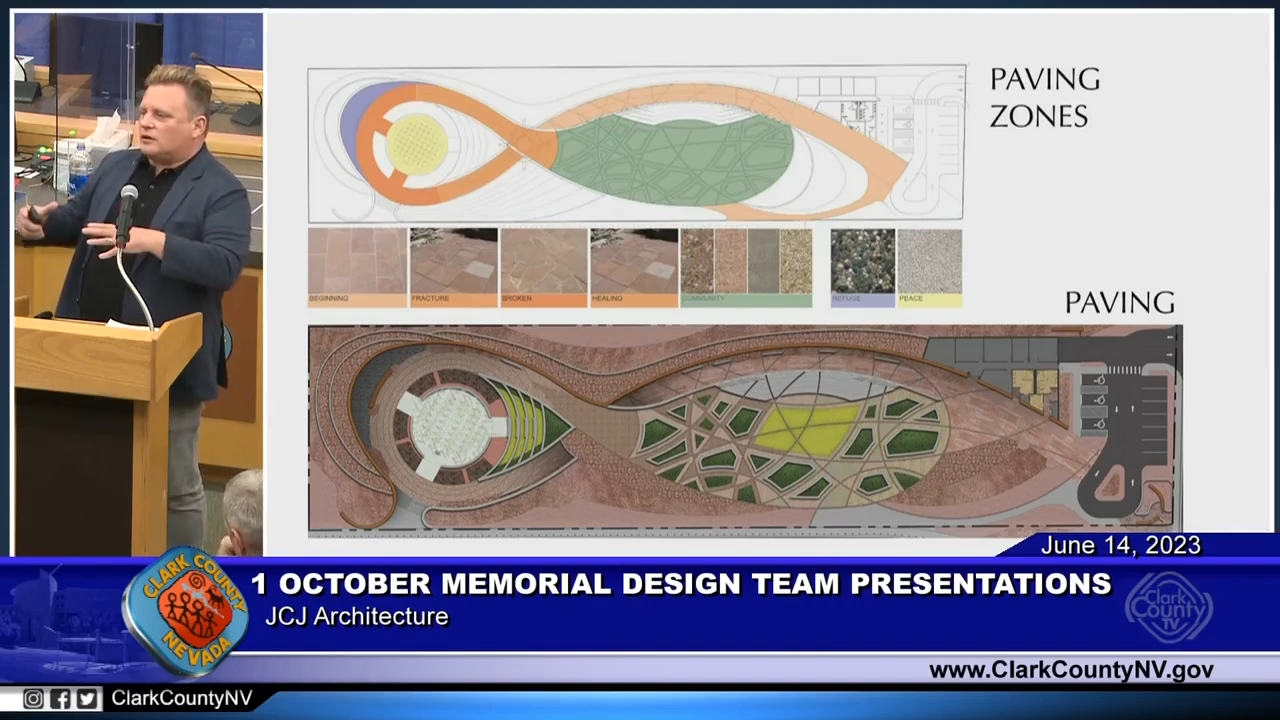 PAVING
ZONES
BEGINNING
FRACTURE
BROKEN
HEALING
COMMUNITY
REFUGE
PEACE
PAVING
June 14, 2023
1 OCTOBER MEMORIAL DESIGN TEAM PRESENTATIONS
JCJ Architecture
CLARK COUNTY
NEVADA
Clark
County
TV
www.ClarkCountyNV.gov
ClarkCountyNV